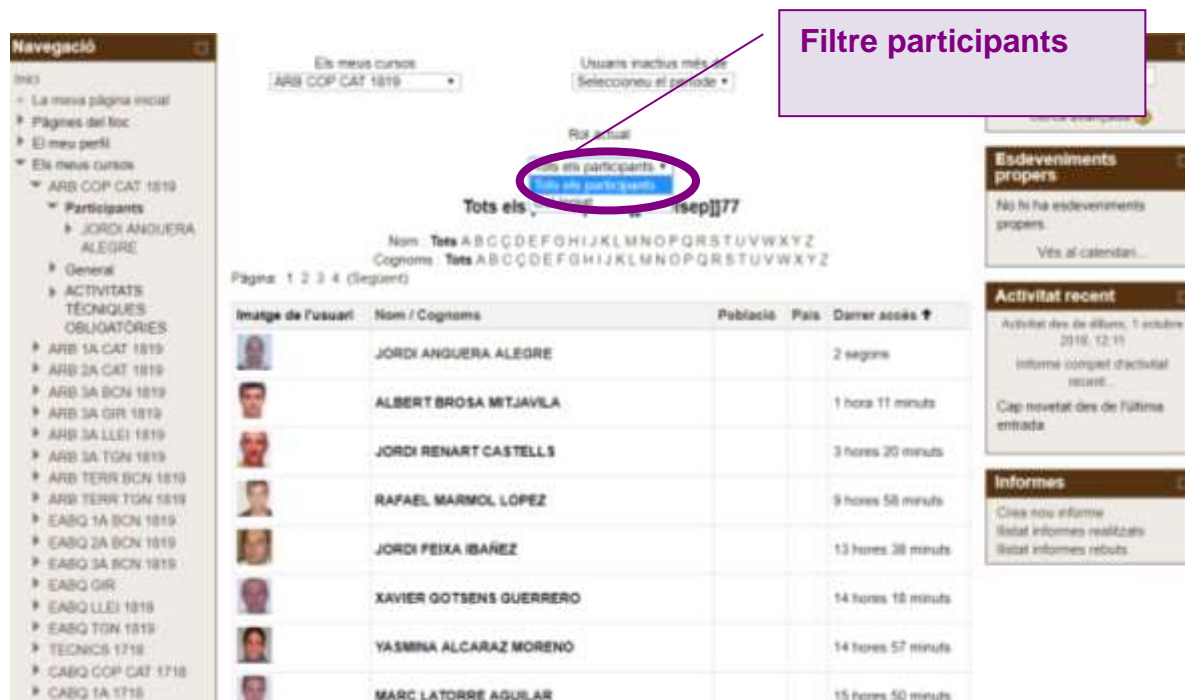 Filtre participants
Navegació
Inici
La meva pàgina inicial
Pàgines del lloc
El meu perfil
Els meus cursos
ARB COP CAT 1819
Participants
JORDI ANGUERA
ALEGRE
General
ACTIVITATS
TÈCNIQUES
OBLIGATÒRIES
ARB 1A CAT 1819
ARB 2A CAT 1819
ARB 3A BCN 1819
ARB 3A GIR 1819
ARB 3A LLEI 1819
ARB 3A TGN 1819
ARB TERR BCN 1819
ARB TERR TGN 1819
EABQ 1A BCN 1819
EABQ 2A BCN 1819
EABQ 3A BCN 1819
EABQ GIR
EABQ LLEI 1819
EABQ TGN 1819
TECNICS 1718
CABQ COP CAT 1718
CABQ 1A 1718
Els meus cursos
ARB COP CAT 1819
Usuaris inactius més de
Seleccioneu el període
Rol actual
Tots els participants
Tots els participants
Tots els sep]]77
Nom : Tots A B C Ç D E F G H I J K L M N O P Q R S T U V W X Y Z
Cognoms : Tots A B C Ç D E F G H I J K L M N O P Q R S T U V W X Y Z
Pàgina: 1 2 3 4 (Següent)
Imatge de l'usuari Nom / Cognoms Població País Darrer accés ↑
JORDI ANGUERA ALEGRE 2 segons
ALBERT BROSA MITJAVILA 1 hora 11 minuts
JORDI RENART CASTELLS 3 hores 20 minuts
RAFAEL MARMOL LOPEZ 9 hores 58 minuts
JORDI FEIXA IBAÑEZ 13 hores 38 minuts
XAVIER GOTSENS GUERRERO 14 hores 18 minuts
YASMINA ALCARAZ MORENO 14 hores 57 minuts
MARC LATORRE AGUILAR 15 hores 50 minuts
Esdeveniments
propers
No hi ha esdeveniments
propers
Vés al calendari...
Activitat recent
Activitat des de dilluns, 1 octubre
2018, 12:11
Informe complet d'activitat
recent...
Cap novetat des de l'última
entrada
Informes
Crea nou informe
llistat informes realitzats
llistat informes rebuts